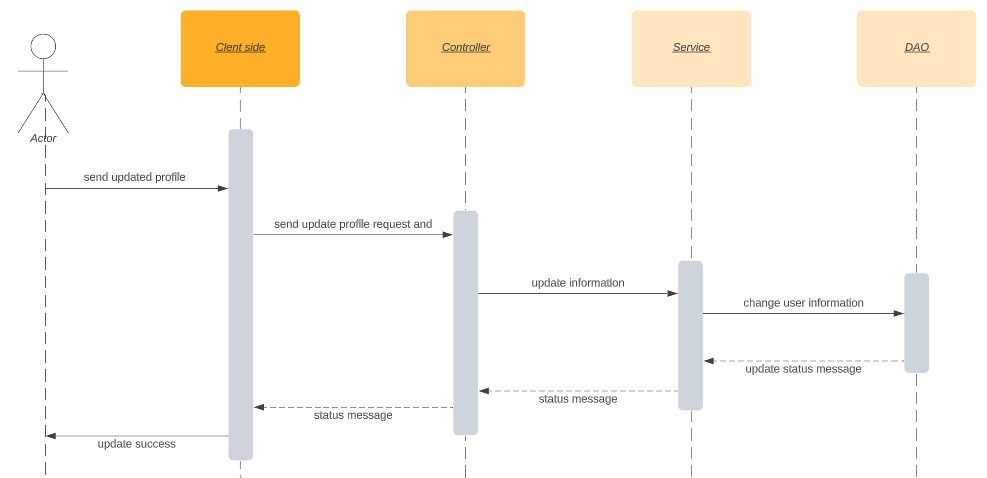 Clent side
Controller
Service
DAO
Actor
send updated profile
send update profile request and
update information
change user information
update status message
status message
status message
update success